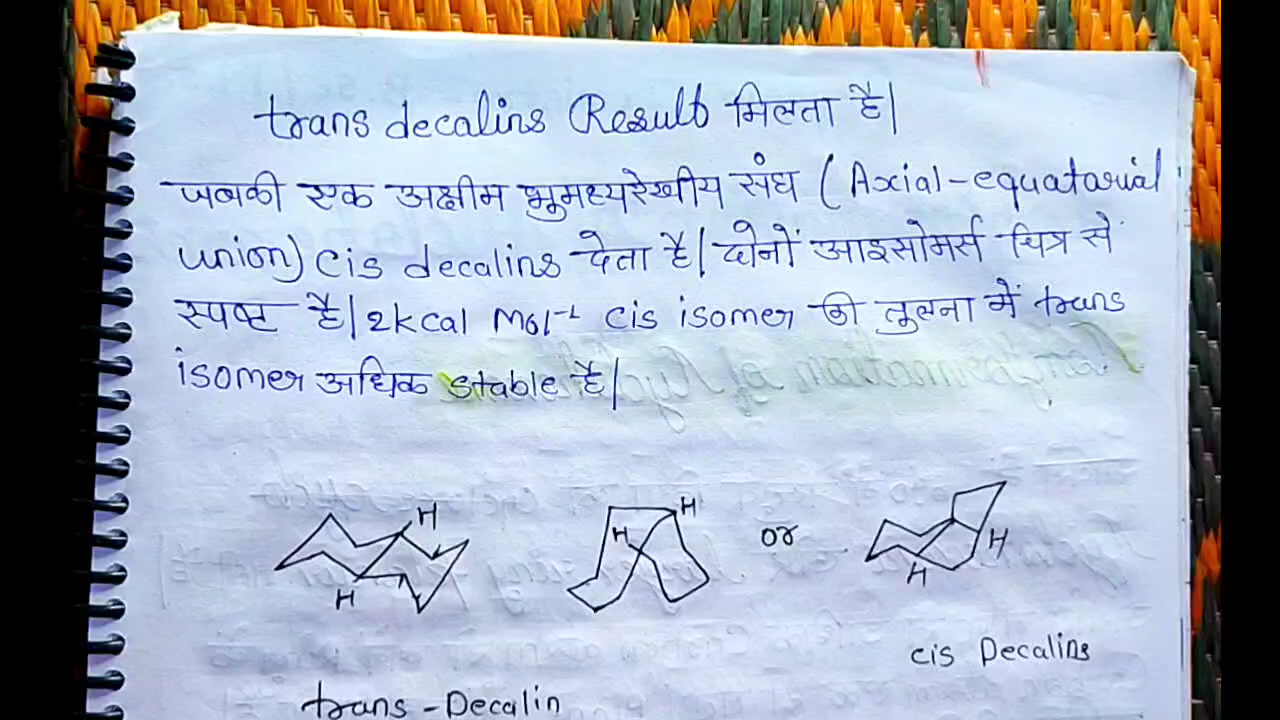 trans decalins Result मिलता है|
जबकी एक अक्षीम भूमध्यरेखीय संघ (Axial-equatarial
union) cis decalins देता है| दोनों आइसोमर्स चित्र से
स्पष्ट है| 2kcal Mol⁻¹ cis isomer की तुलना में trans
isomer अधिक stable है|
H
H
H
H
or
H
H
cis Decalins
trans - Decalin